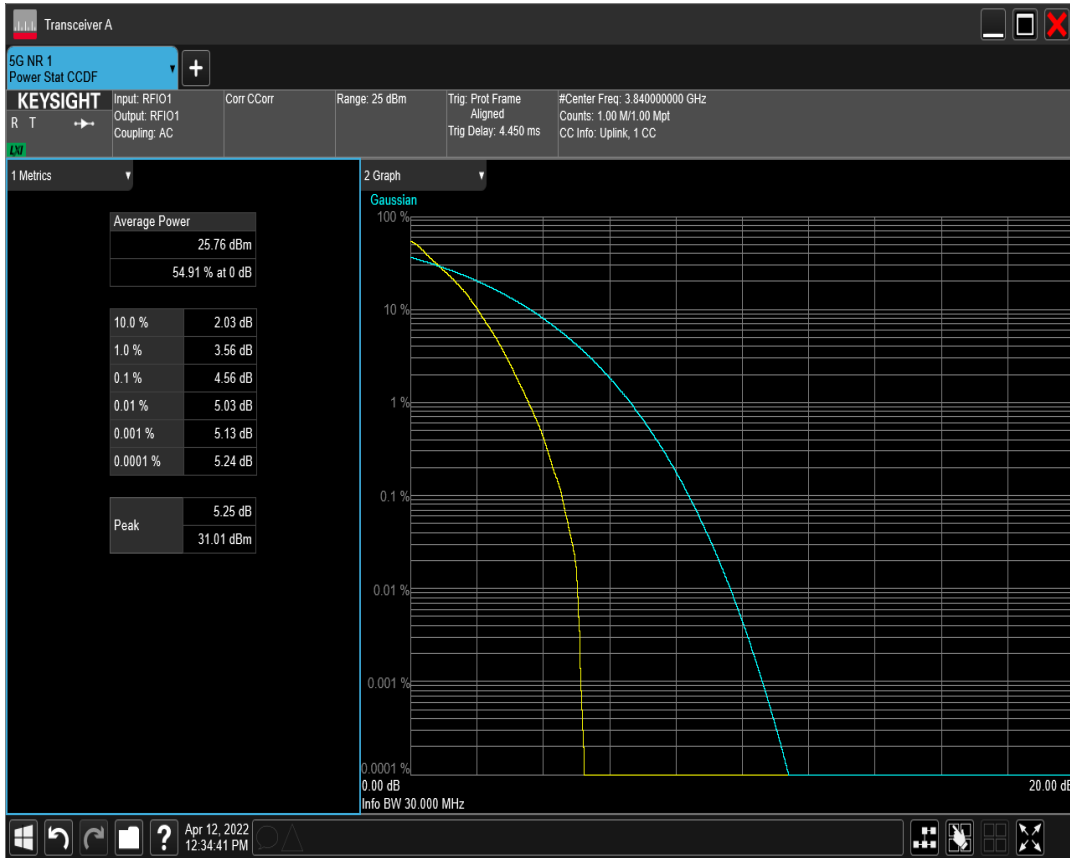 Transceiver A
5G NR 1
Power Stat CCDF
KEYSIGHT
R T
LXI
Input: RFIO1
Output: RFIO1
Coupling: AC
Corr CCorr
Range: 25 dBm
Trig: Prot Frame
Aligned
Trig Delay: 4.450 ms
#Center Freq: 3.840000000 GHz
Counts: 1.00 M/1.00 Mpt
CC Info: Uplink, 1 CC
1 Metrics
Average Power
25.76 dBm
54.91 % at 0 dB
10.0 % 2.03 dB
1.0 % 3.56 dB
0.1 % 4.56 dB
0.01 % 5.03 dB
0.001 % 5.13 dB
0.0001 % 5.24 dB
Peak 5.25 dB
31.01 dBm
2 Graph
Gaussian
100 %
10 %
1 %
0.1 %
0.01 %
0.001 %
0.0001 %
0.00 dB 20.00 dB
Info BW 30.000 MHz
? Apr 12, 2022
12:34:41 PM